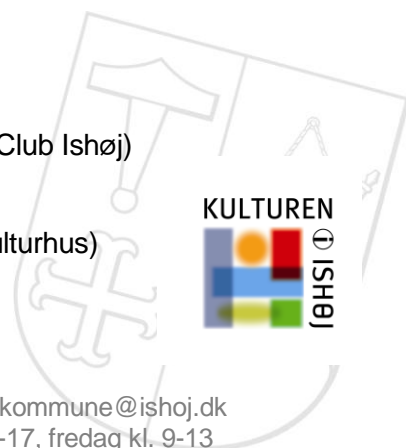 Club Ishøj)
KULTUREN
i ISHØJ
ulturhus)
kommune@ishoj.dk
-17, fredag kl. 9-13